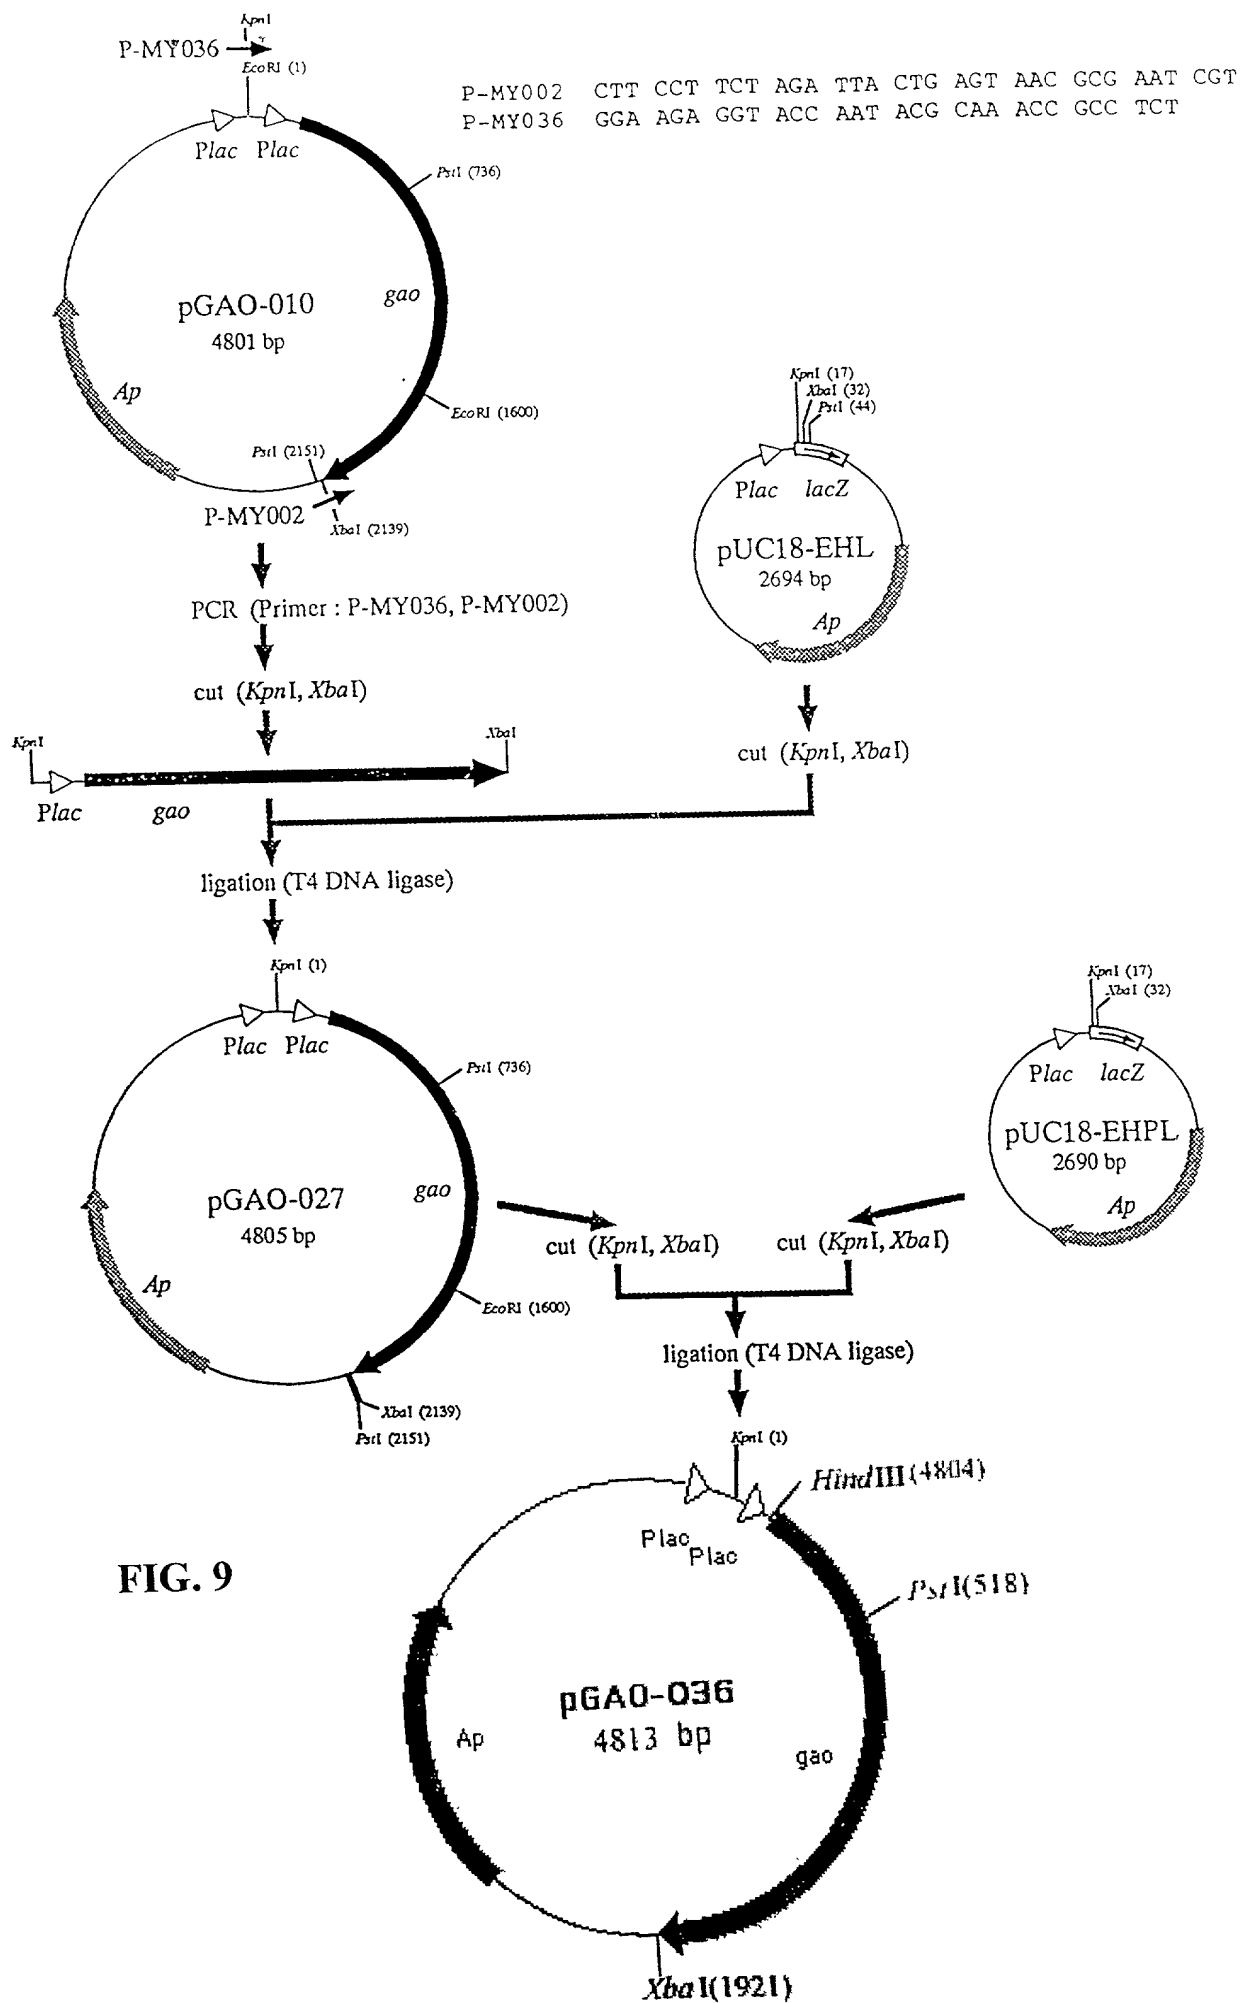 KpnI
P-MY036
EcoRI (1)
P-MY002 CTT CCT TCT AGA TTA CTG AGT AAC GCG AAT CGT
P-MY036 GGA AGA GGT ACC AAT ACG CAA ACC GCC TCT
Plac Plac
PstI (736)
pGAO-010
4801 bp
gao
Ap
EcoRI (1600)
PstI (2151)
P-MY002
XbaI (2139)
KpnI (17)
XbaI (32)
PstI (44)
Plac lacZ
pUC18-EHL
2694 bp
Ap
PCR (Primer : P-MY036, P-MY002)
cut (KpnI, XbaI)
cut (KpnI, XbaI)
KpnI
XbaI
Plac gao
ligation (T4 DNA ligase)
KpnI (1)
Plac Plac
PstI (736)
pGAO-027
4805 bp
gao
Ap
EcoRI (1600)
XbaI (2139)
PstI (2151)
KpnI (17)
XbaI (32)
Plac lacZ
pUC18-EHPL
2690 bp
Ap
cut (KpnI, XbaI) cut (KpnI, XbaI)
ligation (T4 DNA ligase)
KpnI (1)
HindIII(4804)
Plac
Plac
FIG. 9
PstI(518)
pGAO-036
4813 bp
Ap
gao
XbaI(1921)